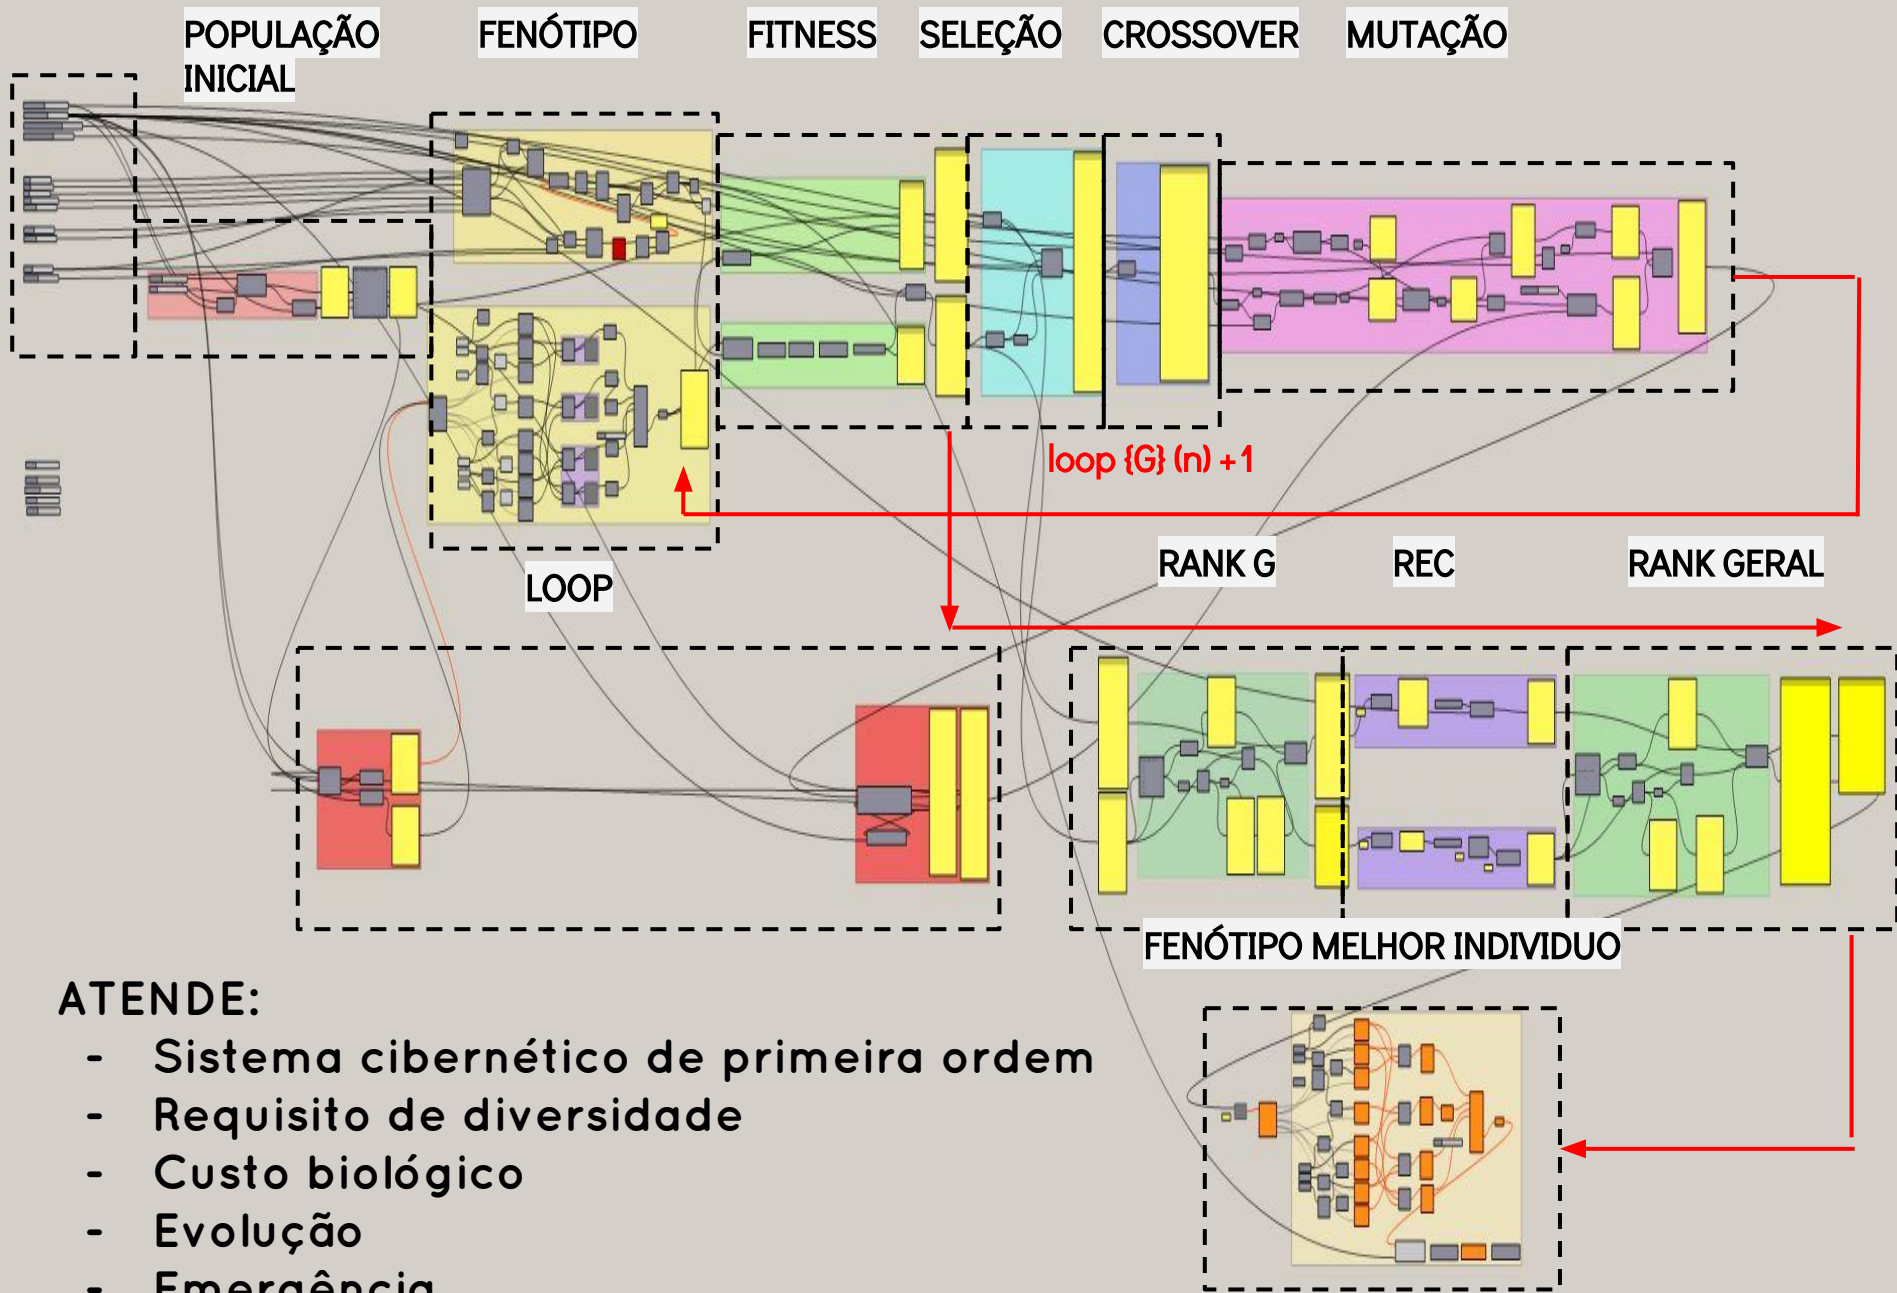 POPULAÇÃO
INICIAL
FENÓTIPO
FITNESS
SELEÇÃO
CROSSOVER
MUTAÇÃO
loop {G} (n) +1
LOOP
RANK G
REC
RANK GERAL
FENÓTIPO MELHOR INDIVIDUO
ATENDE:
- Sistema cibernético de primeira ordem
- Requisito de diversidade
- Custo biológico
- Evolução
- Emergência